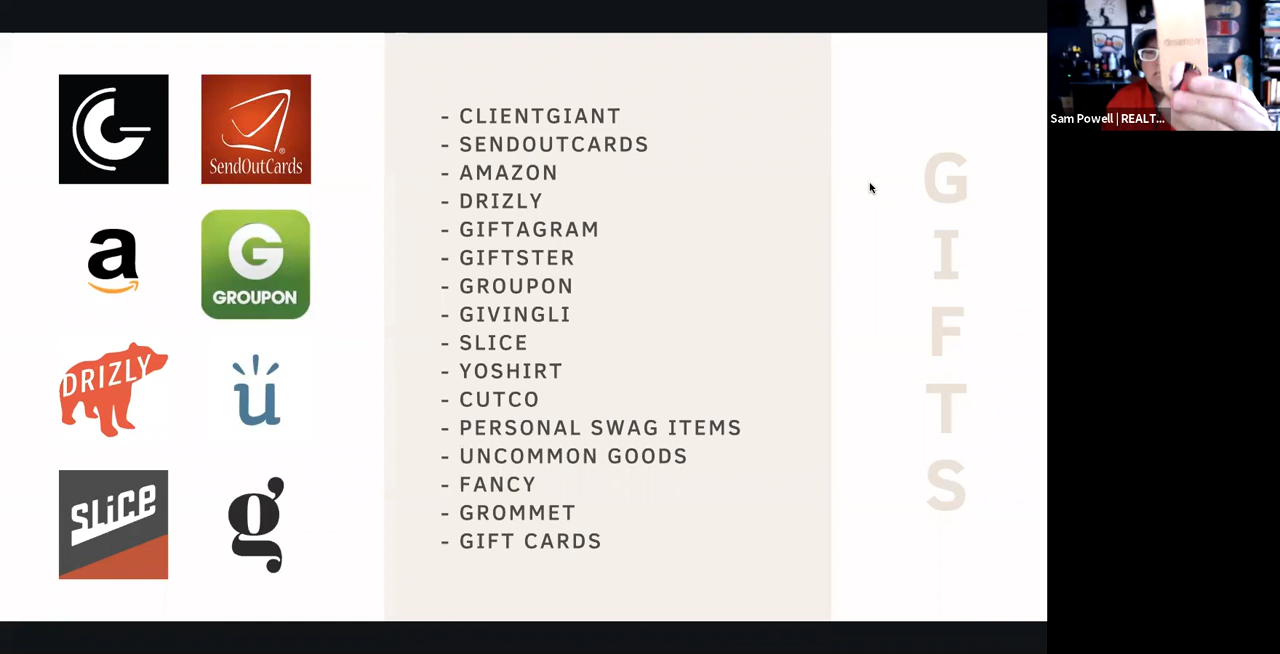 SendOutCards
a
G
GROUPON
DRIZLY
u
SLiCE
g
- CLIENTGIANT
- SENDOUTCARDS
- AMAZON
- DRIZLY
- GIFTAGRAM
- GIFTSTER
- GROUPON
- GIVINGLI
- SLICE
- YOSHIRT
- CUTCO
- PERSONAL SWAG ITEMS
- UNCOMMON GOODS
- FANCY
- GROMMET
- GIFT CARDS
G
I
F
T
S
Sam Powell | REALT...